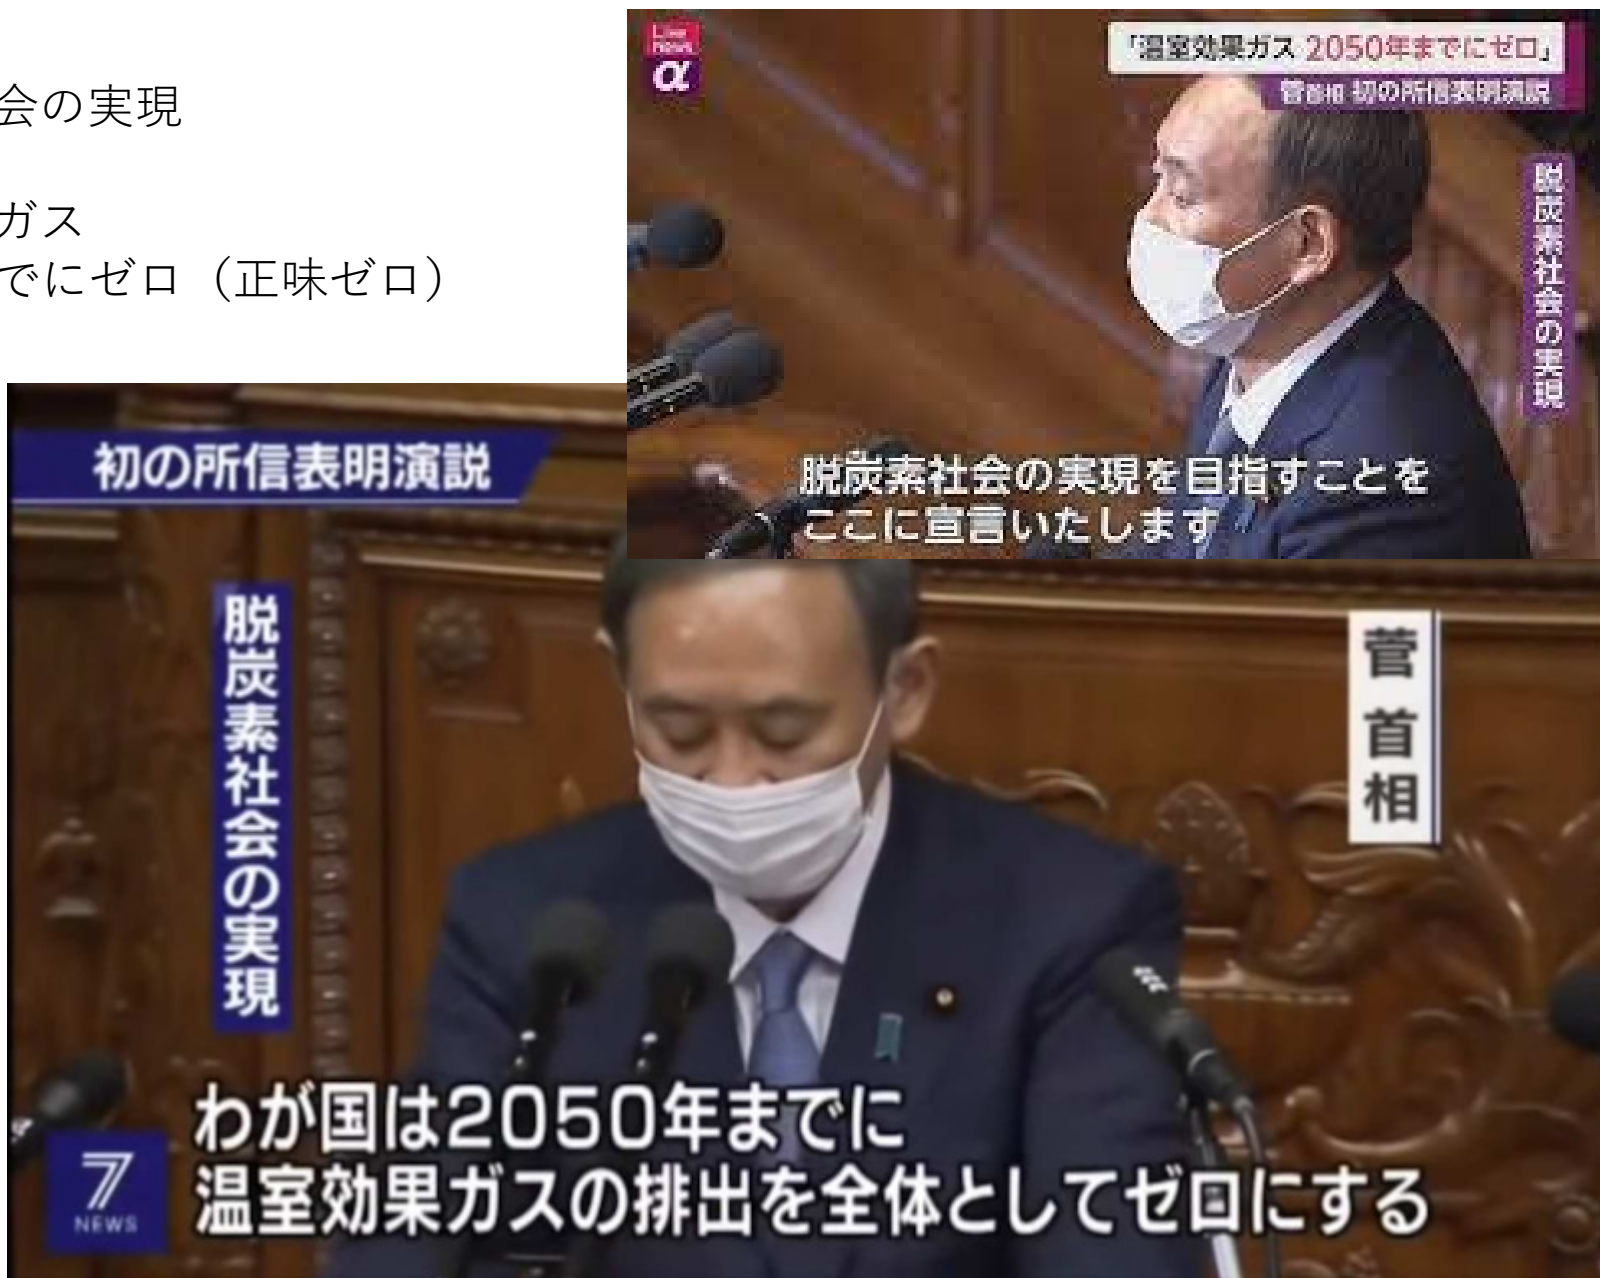 会の実現
ガス
でにゼロ（正味ゼロ）
Live
news
α
「温室効果ガス 2050年までにゼロ」
菅首相 初の所信表明演説
脱炭素社会の実現
脱炭素社会の実現を目指すことを
ここに宣言いたします
初の所信表明演説
脱炭素社会の実現
菅首相
わが国は2050年までに
温室効果ガスの排出を全体としてゼロにする
7
NEWS